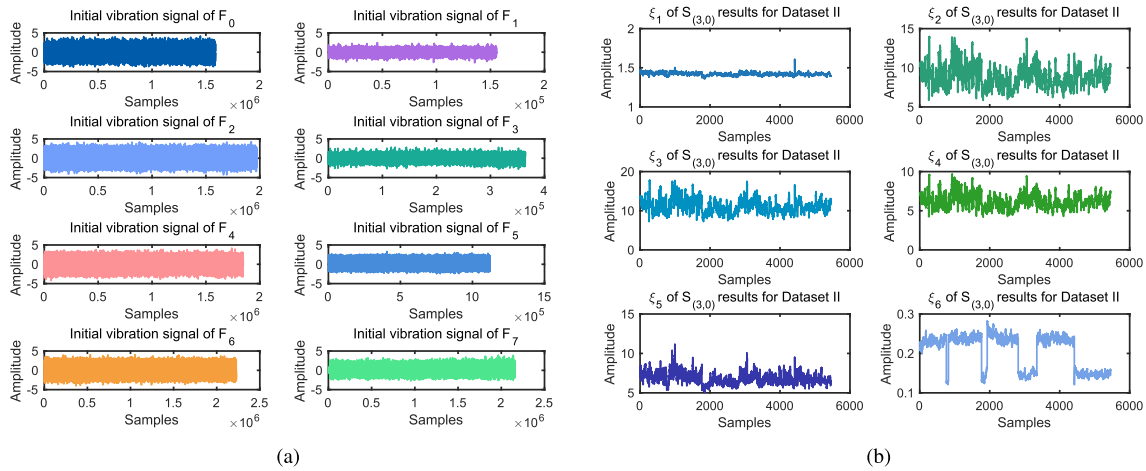 Initial vibration signal of F0
Amplitude
5
0
-5
0 0.5 1 1.5 2
Samples
×10^6
Initial vibration signal of F1
Amplitude
5
0
-5
0 0.5 1 1.5 2
Samples
×10^5
Initial vibration signal of F2
Amplitude
5
0
-5
0 0.5 1 1.5 2
Samples
×10^6
Initial vibration signal of F3
Amplitude
5
0
-5
0 1 2 3 4
Samples
×10^5
Initial vibration signal of F4
Amplitude
5
0
-5
0 0.5 1 1.5 2
Samples
×10^6
Initial vibration signal of F5
Amplitude
5
0
-5
0 5 10 15
Samples
×10^5
Initial vibration signal of F6
Amplitude
5
0
-5
0 0.5 1 1.5 2 2.5
Samples
×10^6
Initial vibration signal of F7
Amplitude
5
0
-5
0 0.5 1 1.5 2 2.5
Samples
×10^6
(a)
ξ1 of S(3,0) results for Dataset II
Amplitude
2
1.5
1
0 2000 4000 6000
Samples
ξ2 of S(3,0) results for Dataset II
Amplitude
15
10
5
0 2000 4000 6000
Samples
ξ3 of S(3,0) results for Dataset II
Amplitude
20
10
0
0 2000 4000 6000
Samples
ξ4 of S(3,0) results for Dataset II
Amplitude
10
5
0
0 2000 4000 6000
Samples
ξ5 of S(3,0) results for Dataset II
Amplitude
15
10
5
0 2000 4000 6000
Samples
ξ6 of S(3,0) results for Dataset II
Amplitude
0.3
0.2
0.1
0 2000 4000 6000
Samples
(b)